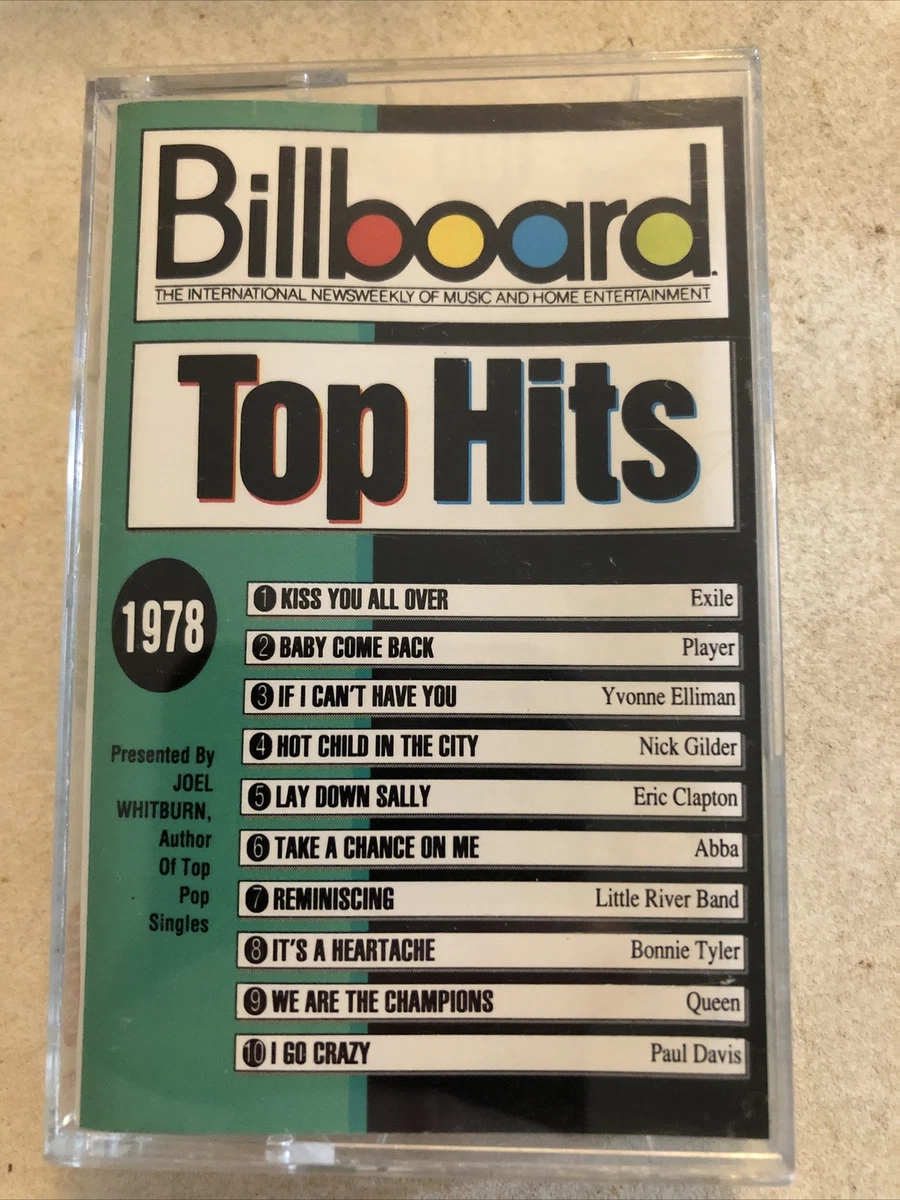 Billboard.
THE INTERNATIONAL NEWSWEEKLY OF MUSIC AND HOME ENTERTAINMENT
Top Hits
1978
Presented By
JOEL
WHITBURN,
Author
Of Top
Pop
Singles
1 KISS YOU ALL OVER Exile
2 BABY COME BACK Player
3 IF I CAN'T HAVE YOU Yvonne Elliman
4 HOT CHILD IN THE CITY Nick Gilder
5 LAY DOWN SALLY Eric Clapton
6 TAKE A CHANCE ON ME Abba
7 REMINISCING Little River Band
8 IT'S A HEARTACHE Bonnie Tyler
9 WE ARE THE CHAMPIONS Queen
10 I GO CRAZY Paul Davis